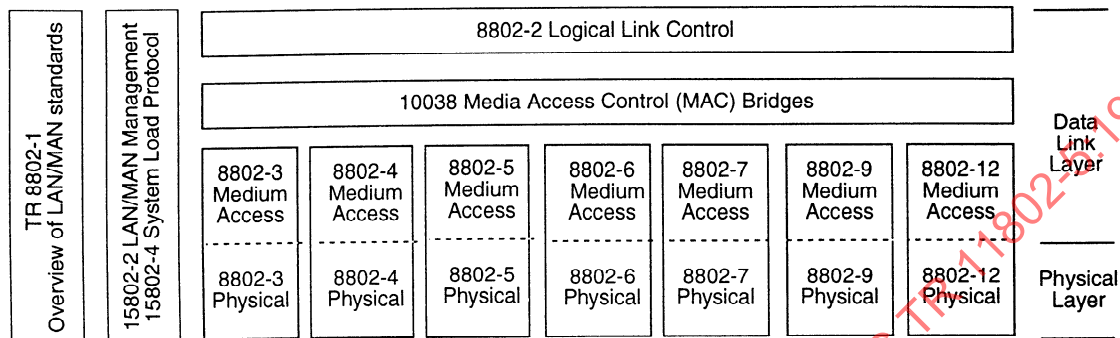 TR 8802-1
Overview of LAN/MAN standards
15802-2 LAN/MAN Management
15802-4 System Load Protocol
8802-2 Logical Link Control
10038 Media Access Control (MAC) Bridges
8802-3
Medium
Access
8802-4
Medium
Access
8802-5
Medium
Access
8802-6
Medium
Access
8802-7
Medium
Access
8802-9
Medium
Access
8802-12
Medium
Access
8802-3
Physical
8802-4
Physical
8802-5
Physical
8802-6
Physical
8802-7
Physical
8802-9
Physical
8802-12
Physical
Data
Link
Layer
Physical
Layer
TR 11802-5:19